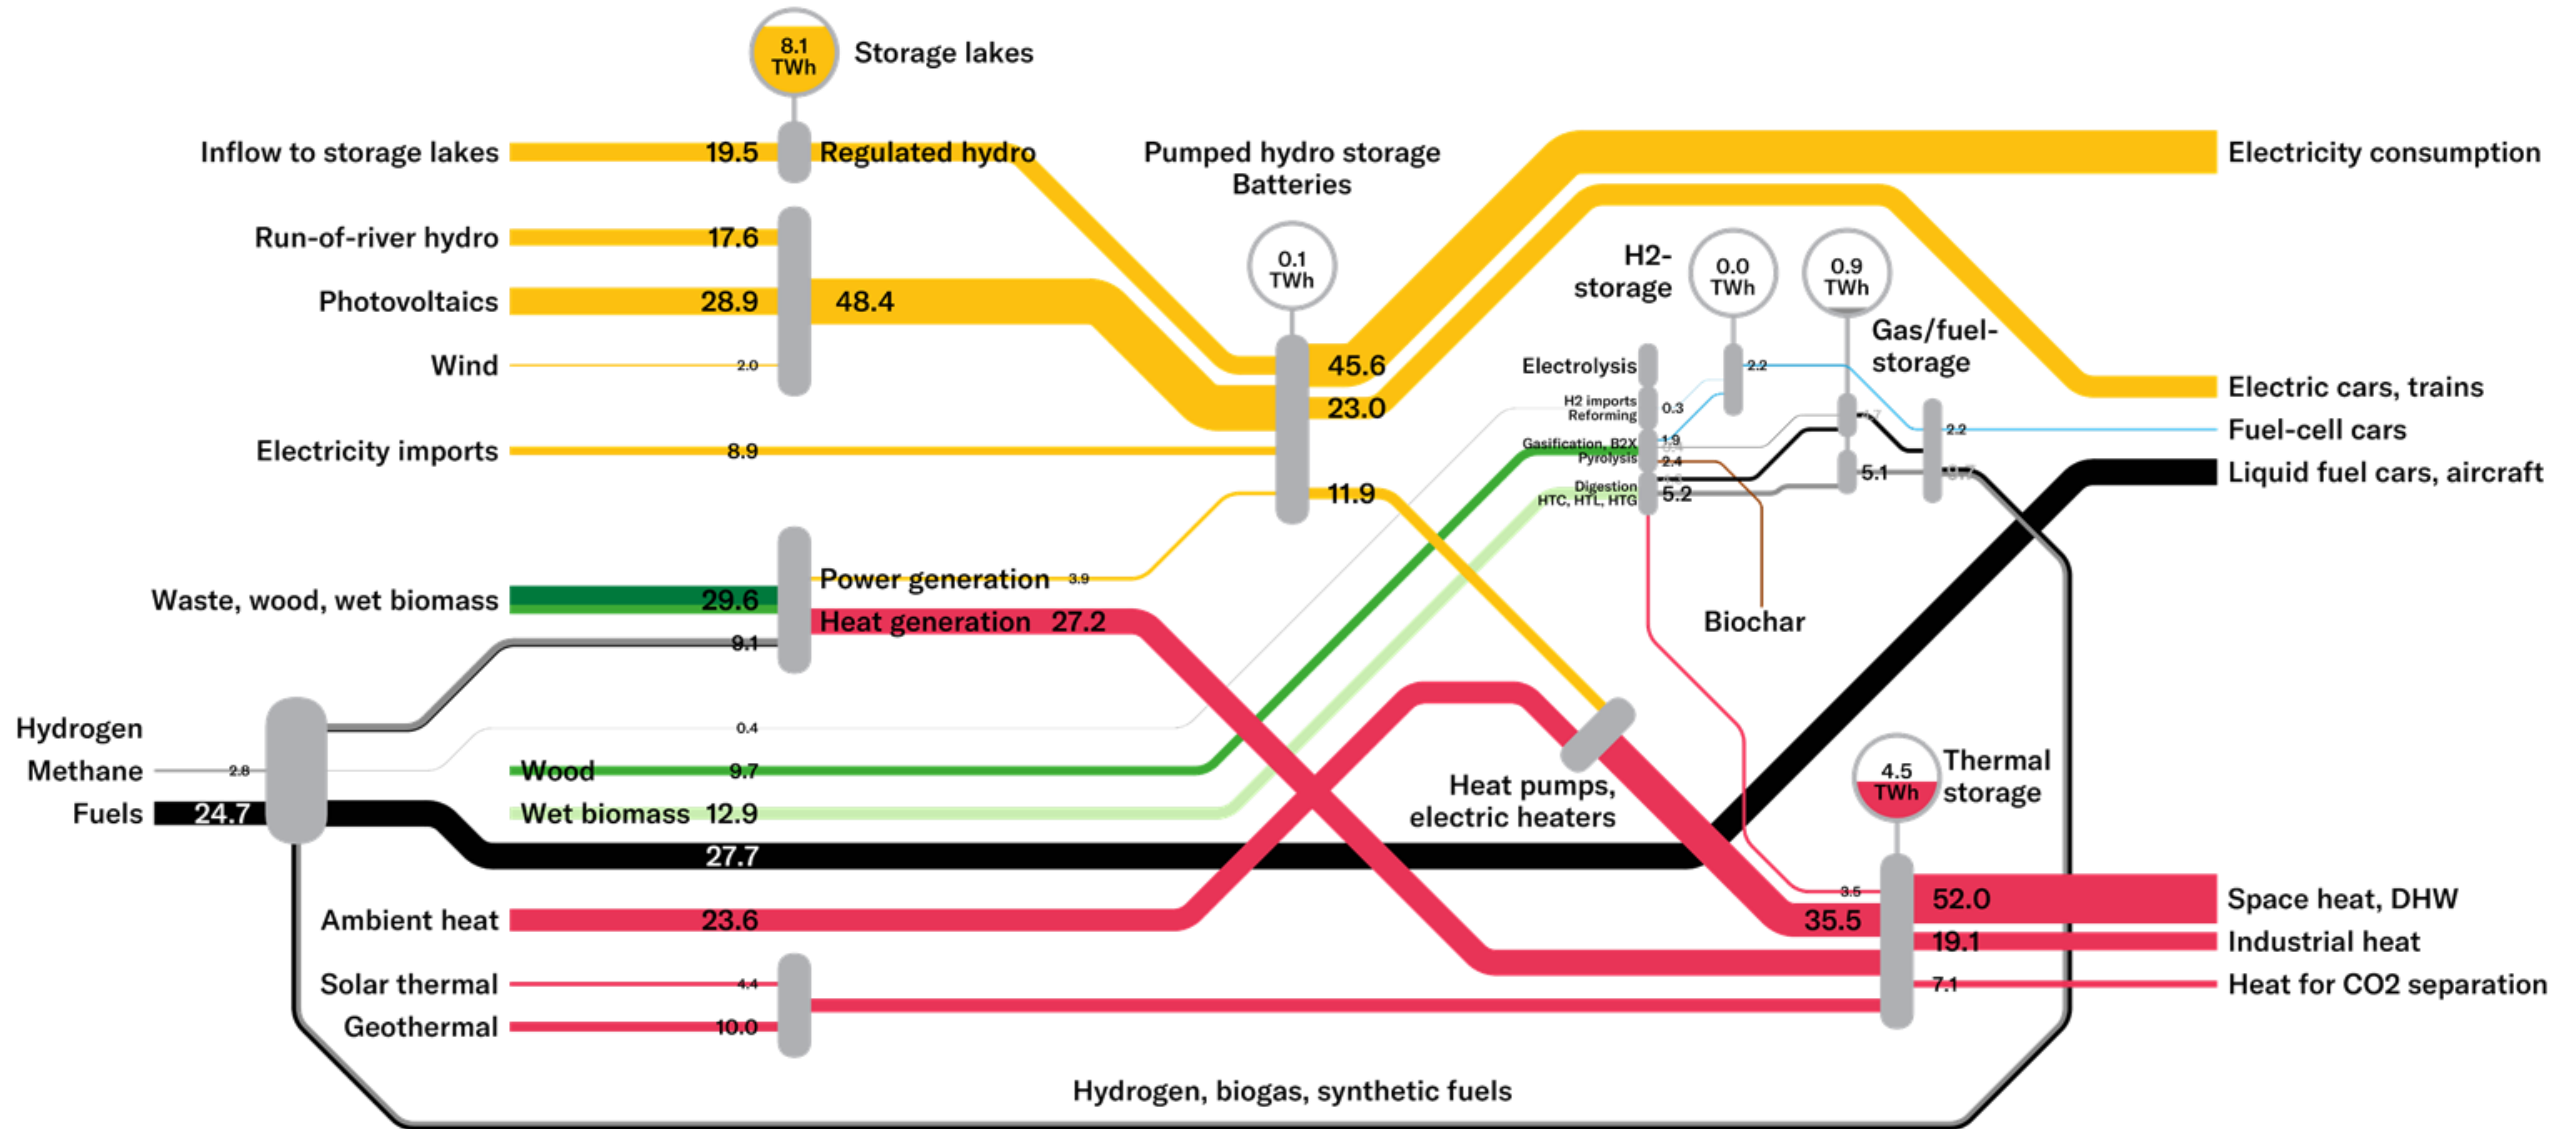 8.1
TWh
Storage lakes
Inflow to storage lakes
19.5
Regulated hydro
Pumped hydro storage
Batteries
Electricity consumption
Run-of-river hydro
17.6
0.1
TWh
H2-
storage
0.0
TWh
0.9
TWh
Photovoltaics
28.9
48.4
Gas/fuel-
storage
Wind
2.0
45.6
Electrolysis
2.2
Electric cars, trains
23.0
H2 imports
Reforming
0.3
2.2
Fuel-cell cars
Electricity imports
8.9
Gasification, B2X
Pyrolysis
1.9
2.4
5.1
Liquid fuel cars, aircraft
11.9
Digestion
HTC, HTL, HTG
5.2
Power generation
3.9
Waste, wood, wet biomass
29.6
Heat generation
27.2
Biochar
9.1
Hydrogen
0.4
Methane
2.8
Wood
9.7
Heat pumps,
electric heaters
4.5
TWh
Thermal
storage
Fuels
24.7
Wet biomass
12.9
27.7
3.5
52.0
Space heat, DHW
Ambient heat
23.6
35.5
19.1
Industrial heat
Solar thermal
4.4
7.1
Heat for CO2 separation
Geothermal
10.0
Hydrogen, biogas, synthetic fuels